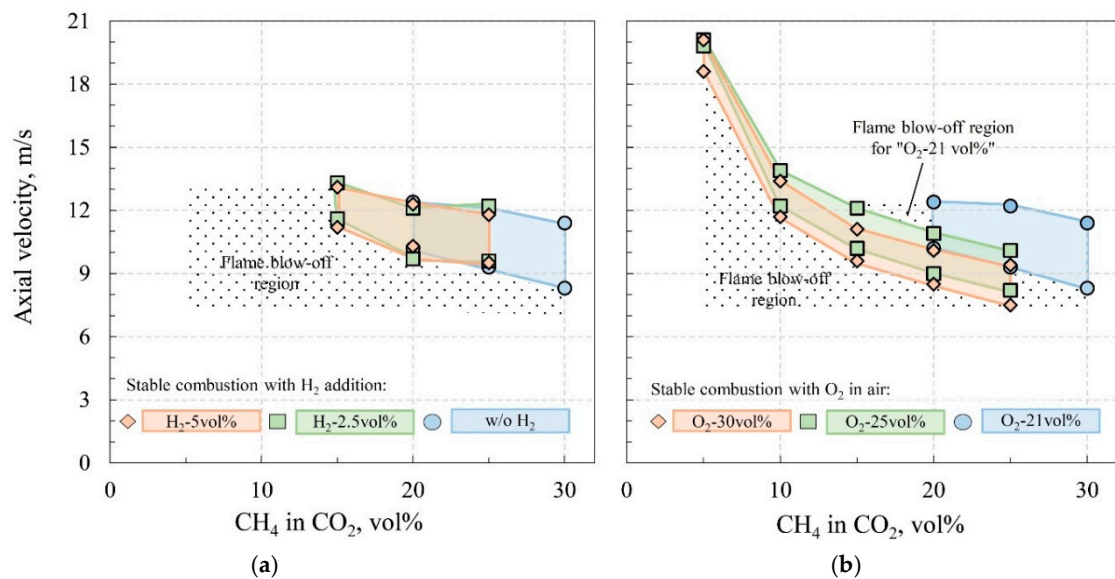 21
18
15
12
9
6
3
0
Axial velocity, m/s
Flame blow-off
region
Stable combustion with H₂ addition:
H₂-5vol%
H₂-2.5vol%
w/o H₂
0
10
20
30
CH₄ in CO₂, vol%
(a)
Flame blow-off region
for "O₂-21 vol%"
Flame blow-off
region
Stable combustion with O₂ in air:
O₂-30vol%
O₂-25vol%
O₂-21vol%
0
10
20
30
CH₄ in CO₂, vol%
(b)